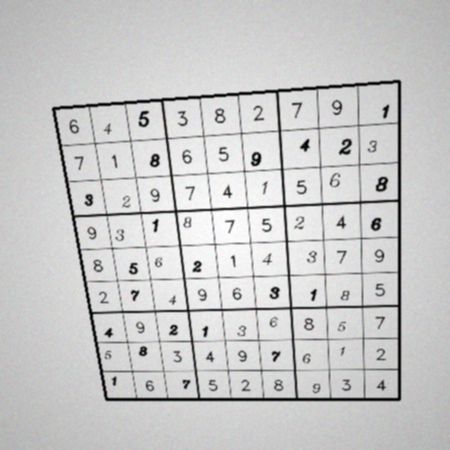 6 4 5 3 8 2 7 9 1
7 1 8 6 5 9 4 2 3
3 2 9 7 4 1 5 6 8
9 3 1 8 7 5 2 4 6
8 5 6 2 1 4 3 7 9
2 7 4 9 6 3 1 8 5
4 9 2 1 3 6 8 5 7
5 8 3 4 9 7 6 1 2
1 6 7 5 2 8 9 3 4